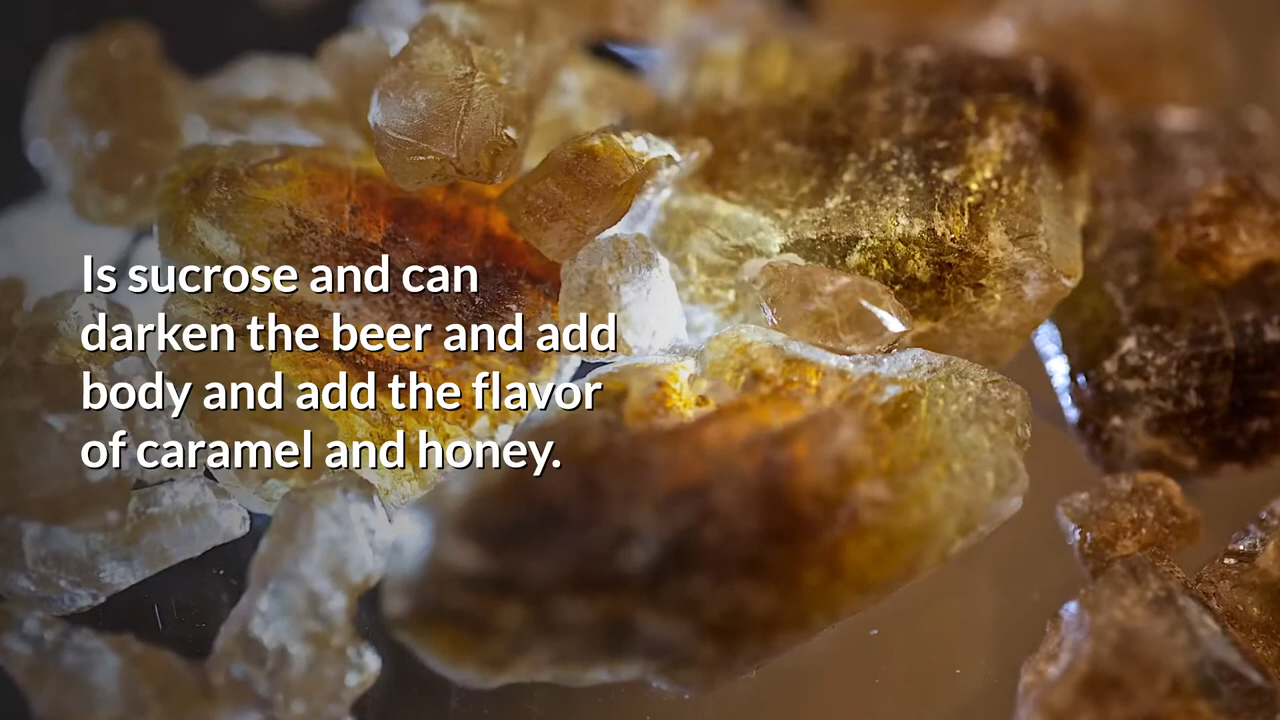 Is sucrose and can
darken the beer and add
body and add the flavor
of caramel and honey.